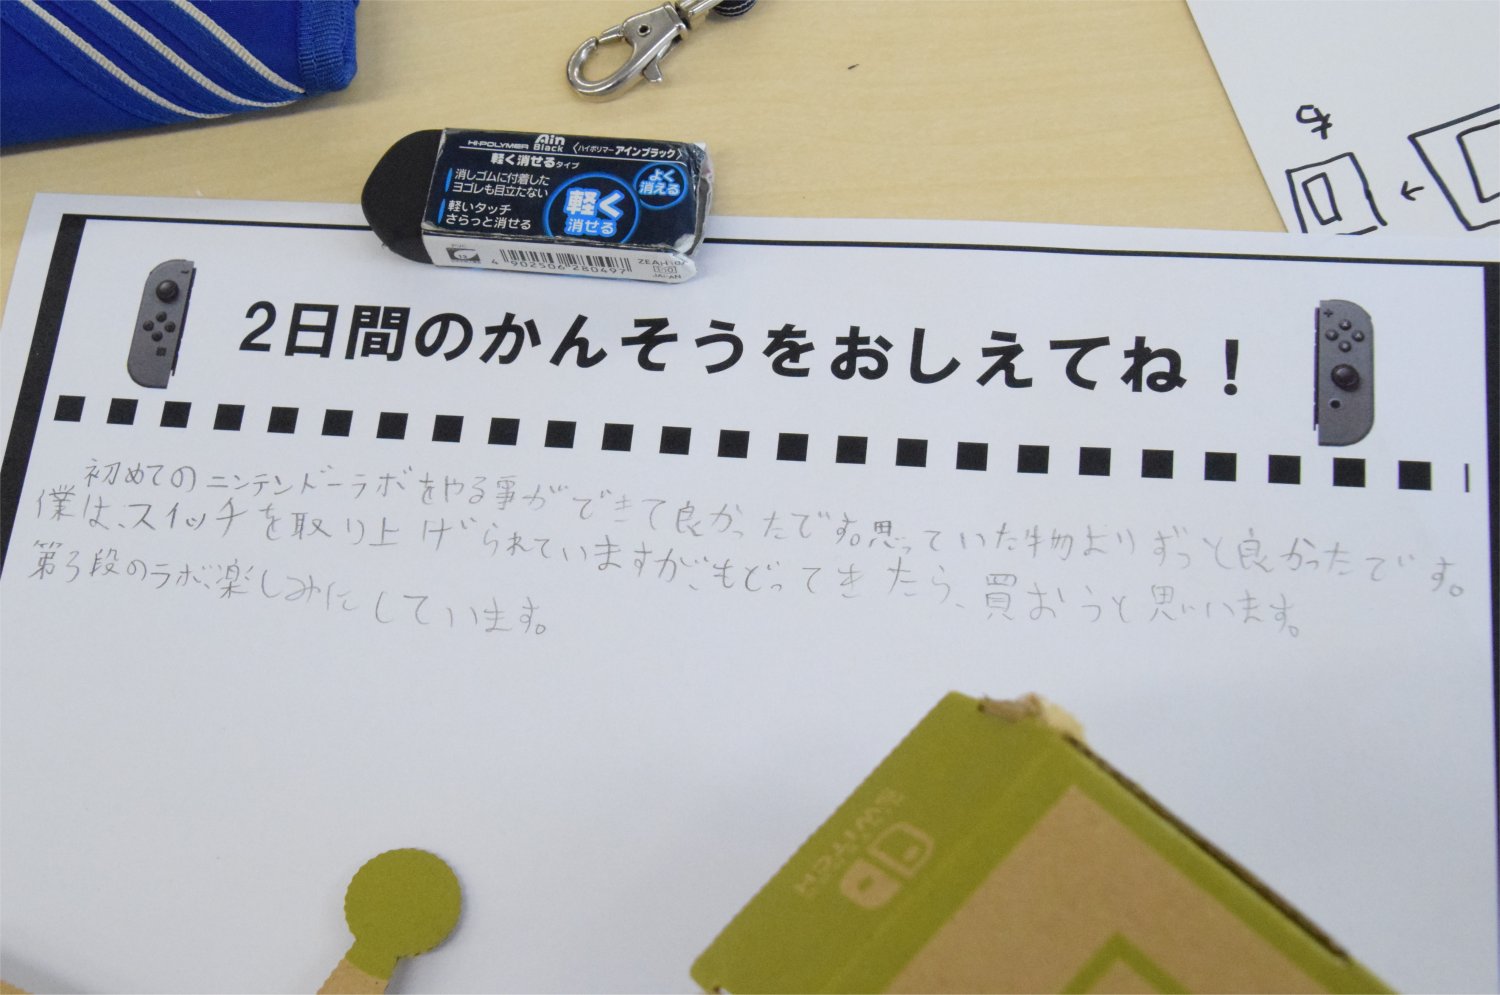 HI-POLYMER Ain Black 〈ハイポリマーアインブラック〉
軽く消せるタイプ
消しゴムに付着した
ヨゴレも目立たない
軽いタッチ
さらっと消せる
よく
消える
軽く
消せる
4 902506 280497
JAPAN
2日間のかんそうをおしえてね！
初めてのニンテンドーラボをやる事ができて良かったです。思っていた物よりずっと良かったです。
僕は、スイッチを取り上げられていますが、もどってきたら、買おうと思います。
第3段のラボ、楽しみにしています。
SWITCH